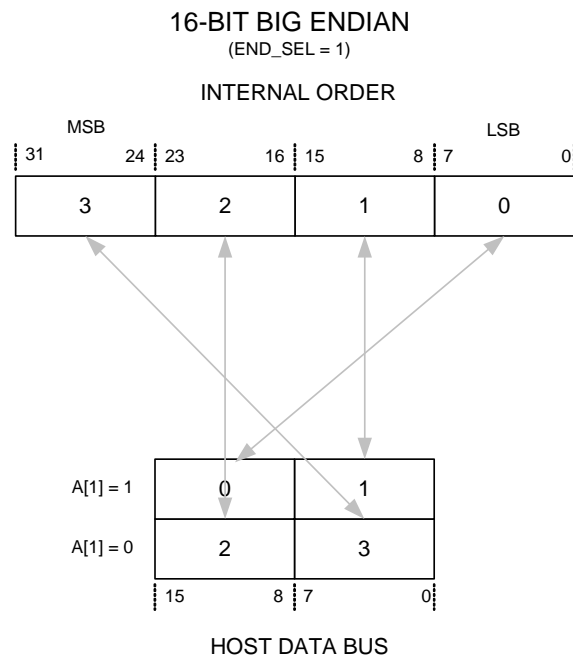 16-BIT BIG ENDIAN
(END_SEL = 1)
INTERNAL ORDER
MSB LSB
31 24 23 16 15 8 7 0
3 2 1 0
A[1] = 1 0 1
A[1] = 0 2 3
15 8 7 0
HOST DATA BUS